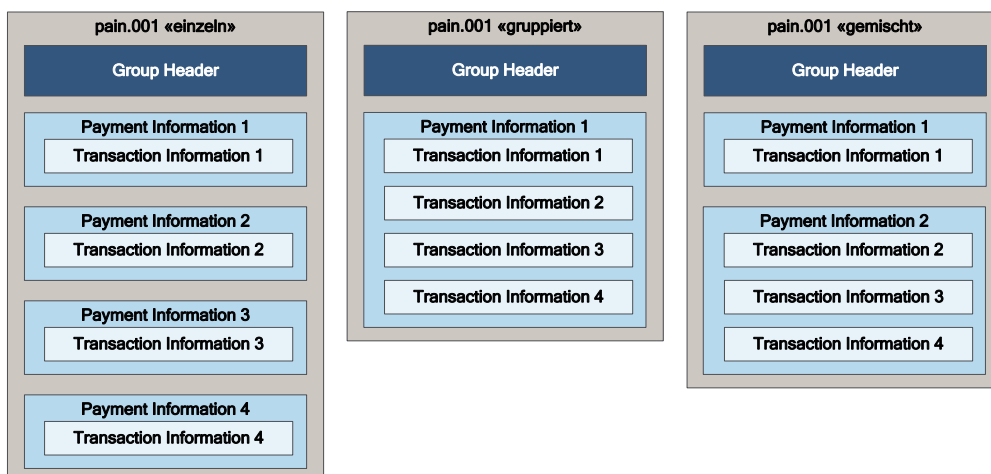 pain.001 «einzeln»
Group Header
Payment Information 1
Transaction Information 1
Payment Information 2
Transaction Information 2
Payment Information 3
Transaction Information 3
Payment Information 4
Transaction Information 4
pain.001 «gruppiert»
Group Header
Payment Information 1
Transaction Information 1
Transaction Information 2
Transaction Information 3
Transaction Information 4
pain.001 «gemischt»
Group Header
Payment Information 1
Transaction Information 1
Payment Information 2
Transaction Information 2
Transaction Information 3
Transaction Information 4